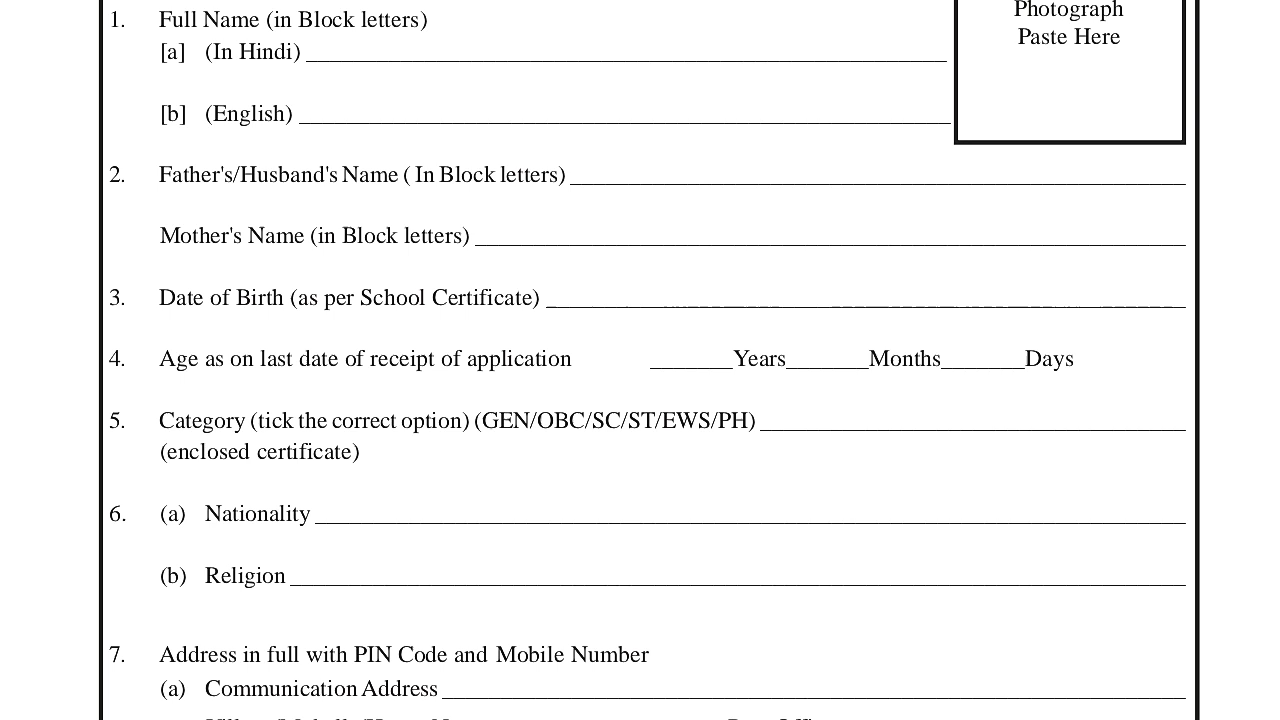 Photograph
Paste Here
1. Full Name (in Block letters)
[a] (In Hindi)
[b] (English)
2. Father's/Husband's Name ( In Block letters)
Mother's Name (in Block letters)
3. Date of Birth (as per School Certificate)
4. Age as on last date of receipt of application _______Years_______Months_______Days
5. Category (tick the correct option) (GEN/OBC/SC/ST/EWS/PH)
(enclosed certificate)
6. (a) Nationality
(b) Religion
7. Address in full with PIN Code and Mobile Number
(a) Communication Address